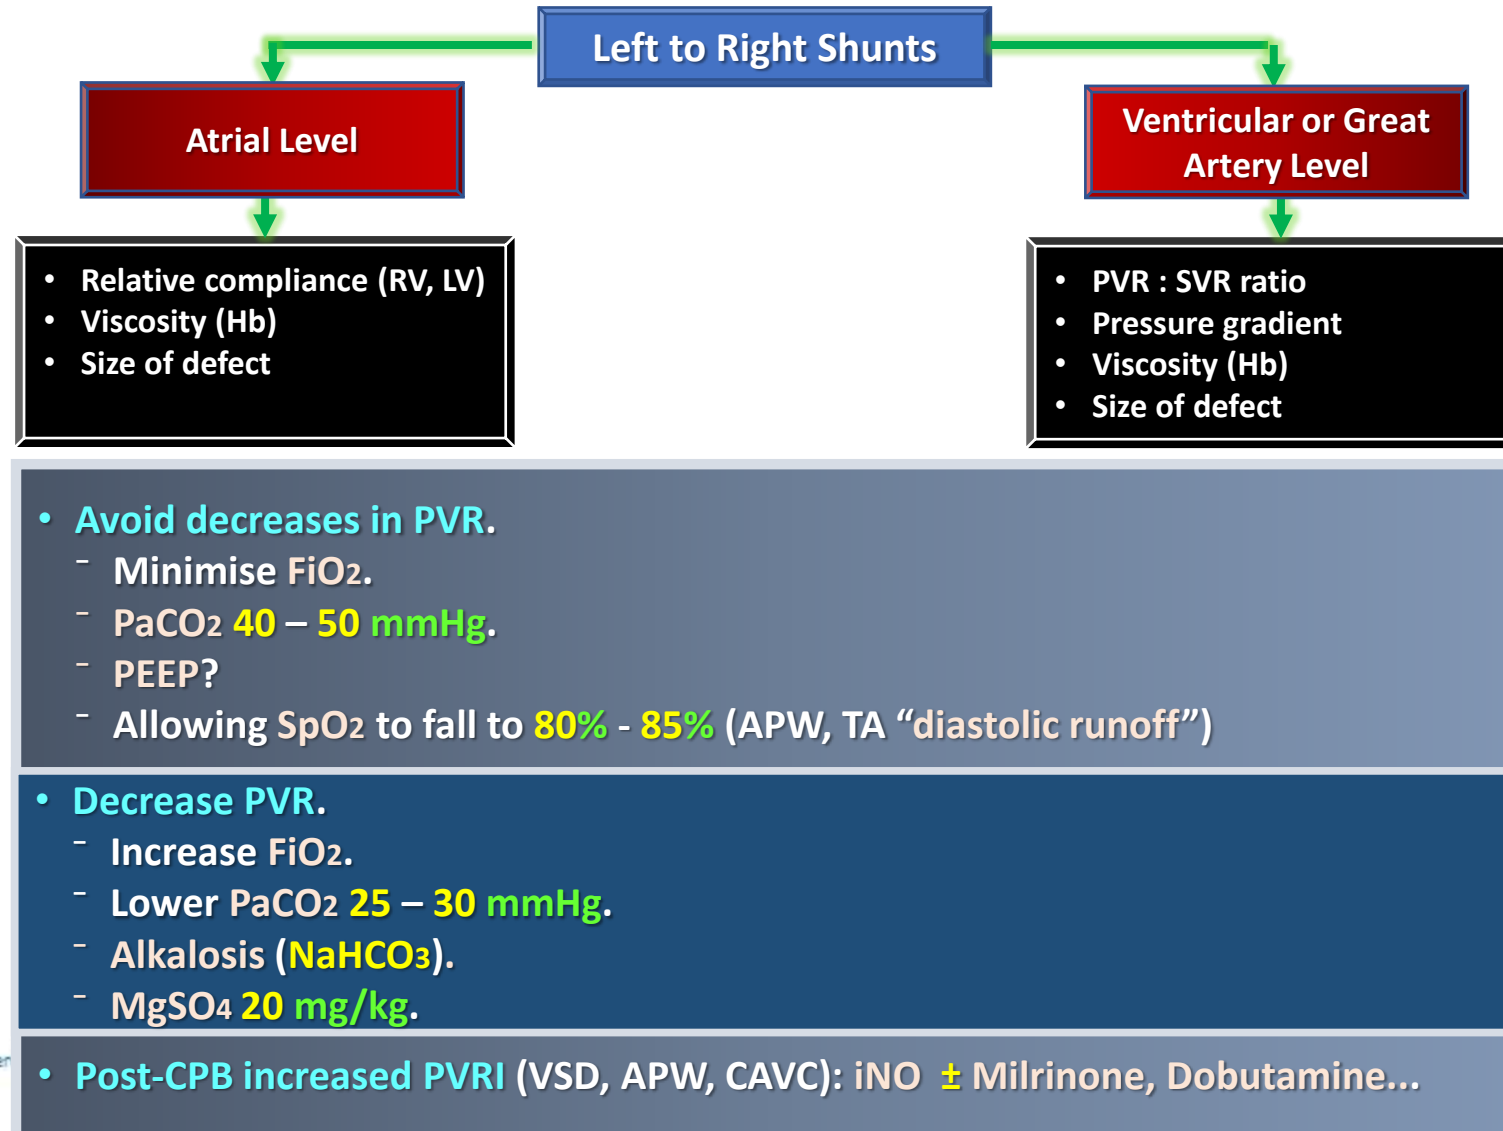 Left to Right Shunts
Atrial Level
• Relative compliance (RV, LV)
• Viscosity (Hb)
• Size of defect
Ventricular or Great
Artery Level
• PVR : SVR ratio
• Pressure gradient
• Viscosity (Hb)
• Size of defect
• Avoid decreases in PVR.
– Minimise FiO2.
– PaCO2 40 – 50 mmHg.
– PEEP?
– Allowing SpO2 to fall to 80% - 85% (APW, TA “diastolic runoff”)
• Decrease PVR.
– Increase FiO2.
– Lower PaCO2 25 – 30 mmHg.
– Alkalosis (NaHCO3).
– MgSO4 20 mg/kg.
• Post-CPB increased PVRI (VSD, APW, CAVC): iNO ± Milrinone, Dobutamine...